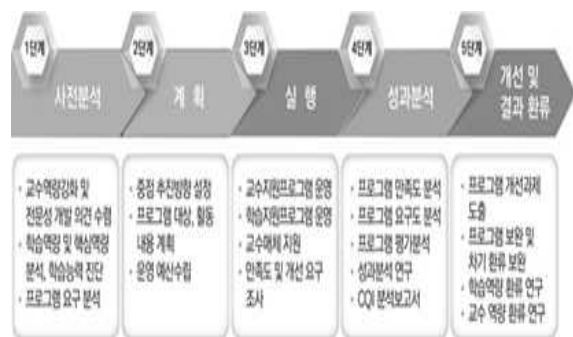 1단계
사전분석
2단계
계 획
3단계
실 행
4단계
성과분석
5단계
개선 및
결과 환류
· 교수역량강화 및
전문성 개발 의견 수렴
· 학습역량 및 핵심역량
분석, 학습능력 진단
· 프로그램 요구 분석
· 중점 추진방향 설정
· 프로그램 대상, 활동
내용 계획
· 운영 예산수립
· 교수지원프로그램 운영
· 학습지원프로그램 운영
· 교수매체 지원
· 만족도 및 개선 요구
조사
· 프로그램 만족도 분석
· 프로그램 요구도 분석
· 프로그램 평가분석
· 성과분석 연구
· CQI 분석보고서
· 프로그램 개선과제
도출
· 프로그램 보완 및
차기 환류 보완
· 학습역량 환류 연구
· 교수 역량 환류 연구